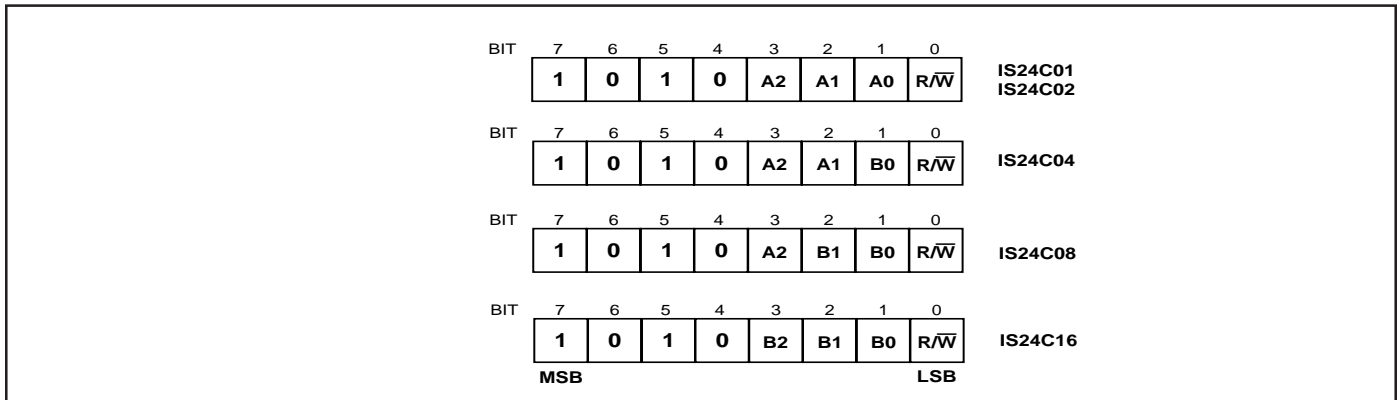 BIT 7 6 5 4 3 2 1 0
1 0 1 0 A2 A1 A0 R/W̅ IS24C01
IS24C02
BIT 7 6 5 4 3 2 1 0
1 0 1 0 A2 A1 B0 R/W̅ IS24C04
BIT 7 6 5 4 3 2 1 0
1 0 1 0 A2 B1 B0 R/W̅ IS24C08
BIT 7 6 5 4 3 2 1 0
1 0 1 0 B2 B1 B0 R/W̅ IS24C16
MSB LSB